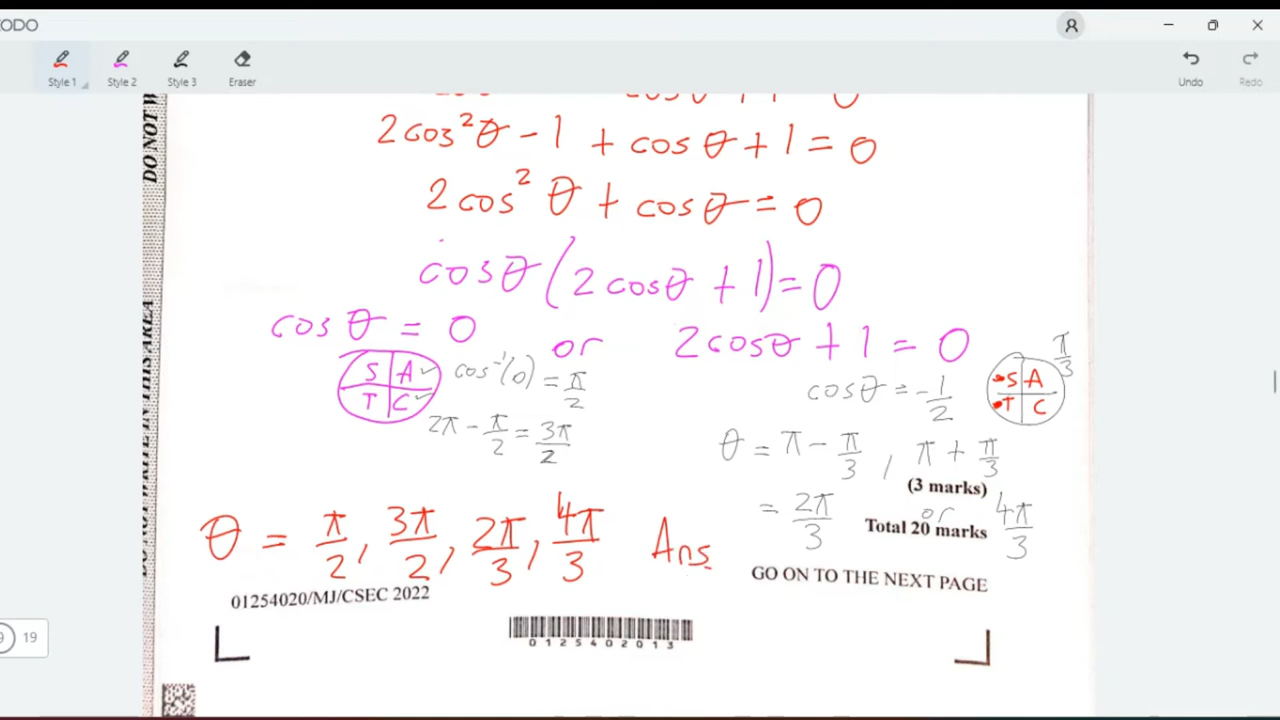 ODO
Style 1
Style 2
Style 3
Eraser
Undo
Redo
DO NOT W
cosθ + 1 = 0
2cos²θ - 1 + cosθ + 1 = 0
2cos²θ + cosθ = 0
cosθ(2cosθ + 1) = 0
cosθ = 0 or 2cosθ + 1 = 0
S A
T C
cos⁻¹(0) = π/2
2π - π/2 = 3π/2
cosθ = -1/2
π/3
S A
T C
θ = π - π/3, π + π/3
(3 marks)
= 2π/3 or 4π/3
Total 20 marks
θ = π/2, 3π/2, 2π/3, 4π/3 Ans
GO ON TO THE NEXT PAGE
01254020/MJ/CSEC 2022
0125402013
19